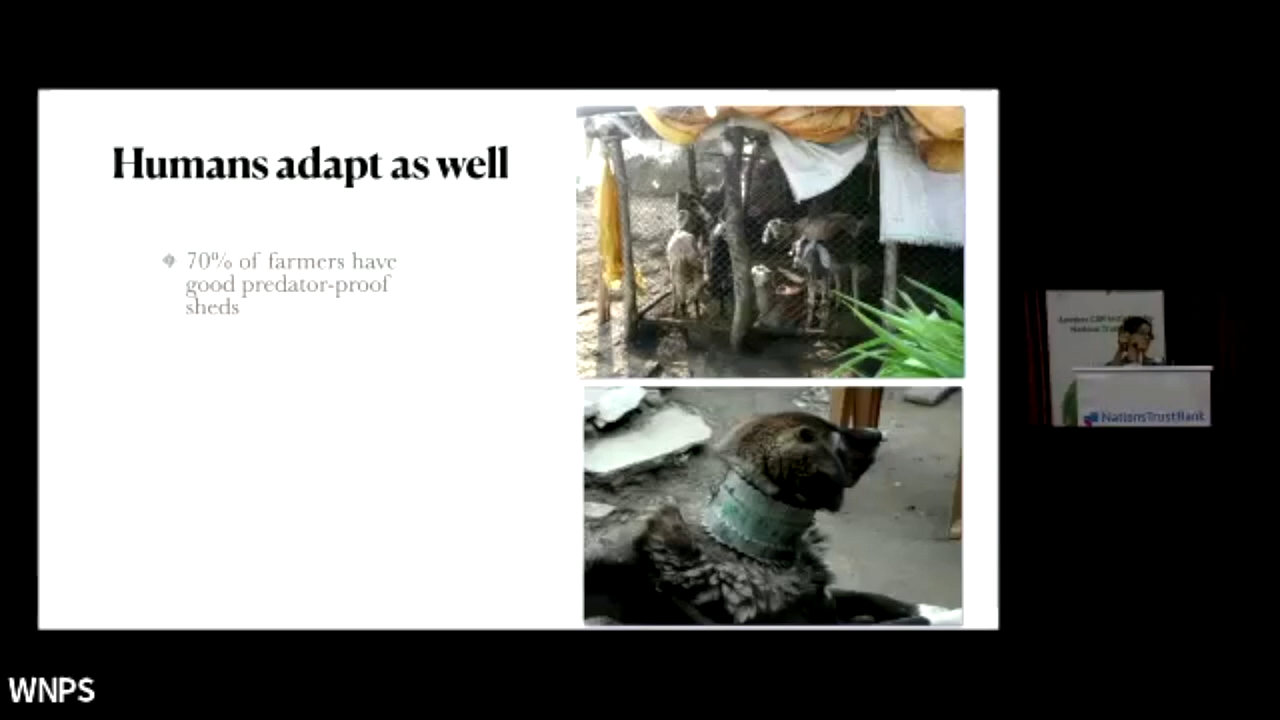 Humans adapt as well
70% of farmers have
good predator-proof
sheds
NationsTrustBank
WNPS